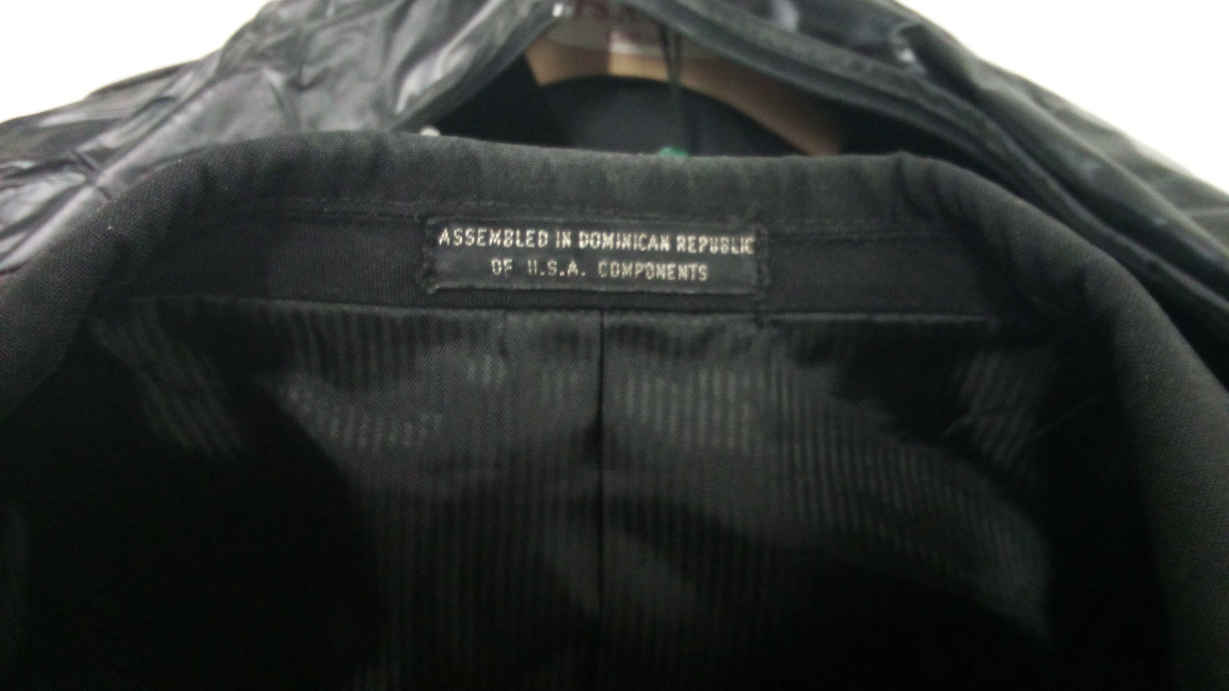 ASSEMBLED IN DOMINICAN REPUBLIC
OF U.S.A. COMPONENTS